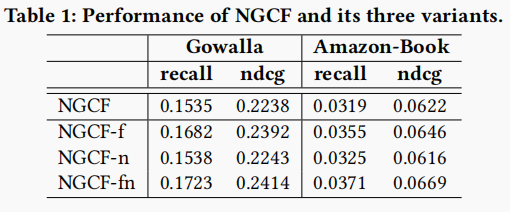 Table 1: Performance of NGCF and its three variants.
Gowalla Amazon-Book
recall ndcg recall ndcg
NGCF 0.1535 0.2238 0.0319 0.0622
NGCF-f 0.1682 0.2392 0.0355 0.0646
NGCF-n 0.1538 0.2243 0.0325 0.0616
NGCF-fn 0.1723 0.2414 0.0371 0.0669